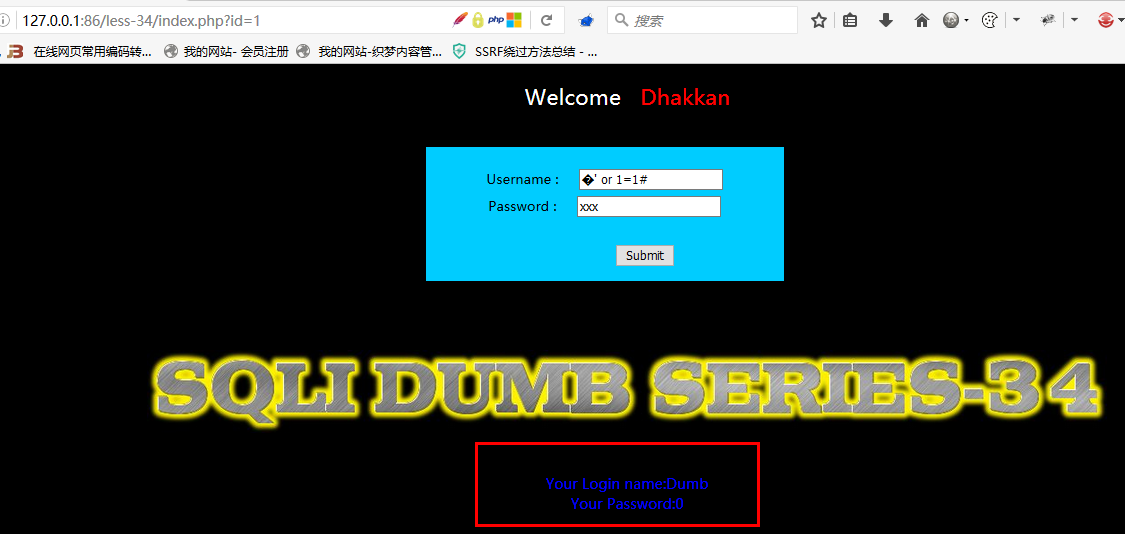 127.0.0.1:86/less-34/index.php?id=1 php 搜索
在线网页常用编码转... 我的网站- 会员注册 我的网站-织梦内容管... SSRF绕过方法总结 - ...
Welcome Dhakkan
Username : �' or 1=1#
Password : xxx
Submit
SQLI DUMB SERIES-34
Your Login name:Dumb
Your Password:0